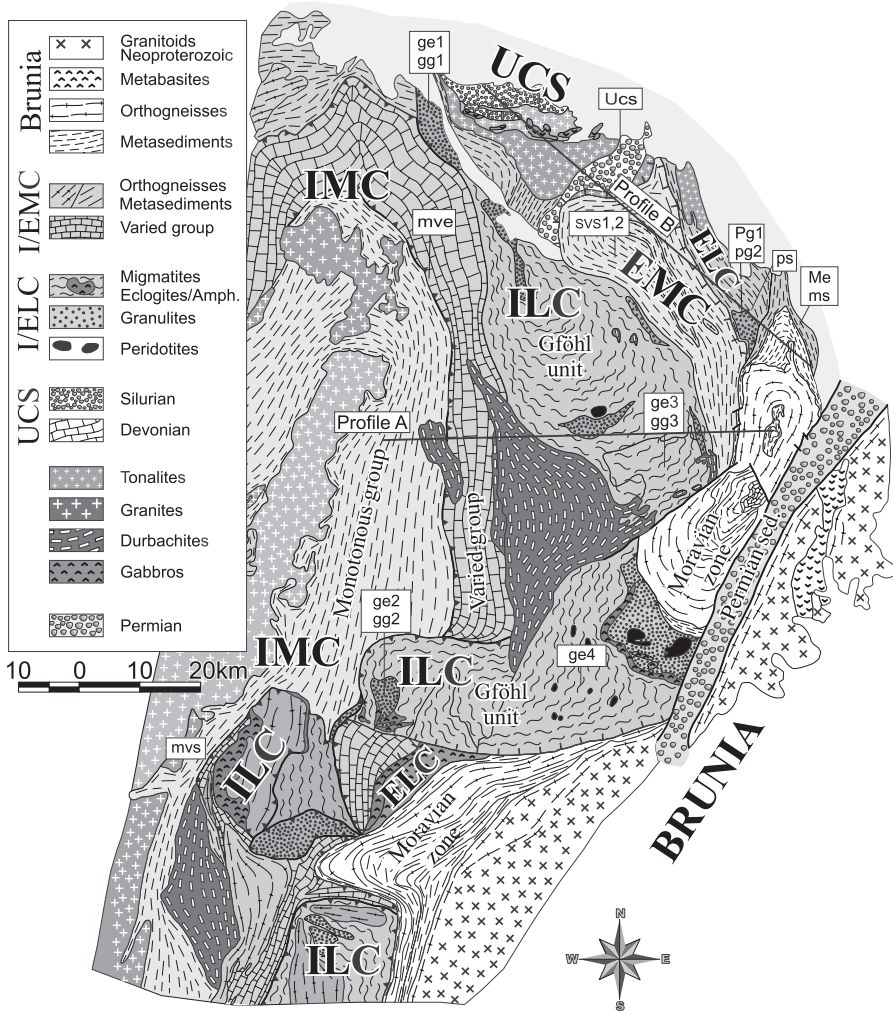 Brunia
Granitoids
Neoproterozoic
Metabasites
Orthogneisses
Metasediments
I/EMC
Orthogneisses
Metasediments
Varied group
I/ELC
Migmatites
Eclogites/Amph.
Granulites
Peridotites
UCS
Silurian
Devonian
Tonalites
Granites
Durbachites
Gabbros
Permian
10 0 20km
ge1
gg1
UCS
Ucs
IMC
mve
Profile B
svs1,2
ELC
Pg1
pg2
ps
Me
ms
EMC
ILC
Gföhl
unit
ge3
gg3
Profile A
Monotonous group
Varied group
Moravian
zone
Permian sed.
ge2
gg2
IMC
ILC
ge4
Gföhl
unit
mvs
ILC
ELC
BRUNIA
Moravian
zone
ILC
N
W E
S